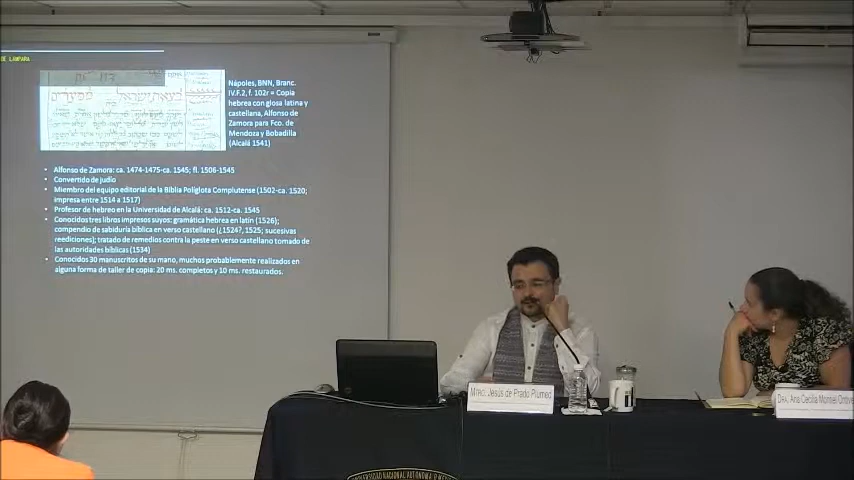 DE LÁMPARA
Nápoles, BNN, Branc.
IV.F.2, f. 102r = Copia
hebrea con glosa latina y
castellana, Alfonso de
Zamora para Fco. de
Mendoza y Bobadilla
(Alcalá 1541)
• Alfonso de Zamora: ca. 1474-1475-ca. 1545; fl. 1506-1545
• Convertido de judío
• Miembro del equipo editorial de la Biblia Políglota Complutense (1502-ca. 1520;
impresa entre 1514 a 1517)
• Profesor de hebreo en la Universidad de Alcalá: ca. 1512-ca. 1545
• Conocidos tres libros impresos suyos: gramática hebrea en latín (1526);
compendio de sabiduría bíblica en verso castellano (¿1524?, 1525; sucesivas
reediciones); tratado de remedios contra la peste en verso castellano tomado de
las autoridades bíblicas (1534)
• Conocidos 30 manuscritos de su mano, muchos probablemente realizados en
alguna forma de taller de copia: 20 ms. completos y 10 ms. restaurados.
MTRO. Jesús de Prado Plumed
DRA. Ana Cecilia Montiel Ontive
UNIVERSIDAD NACIONAL AUTÓNOMA